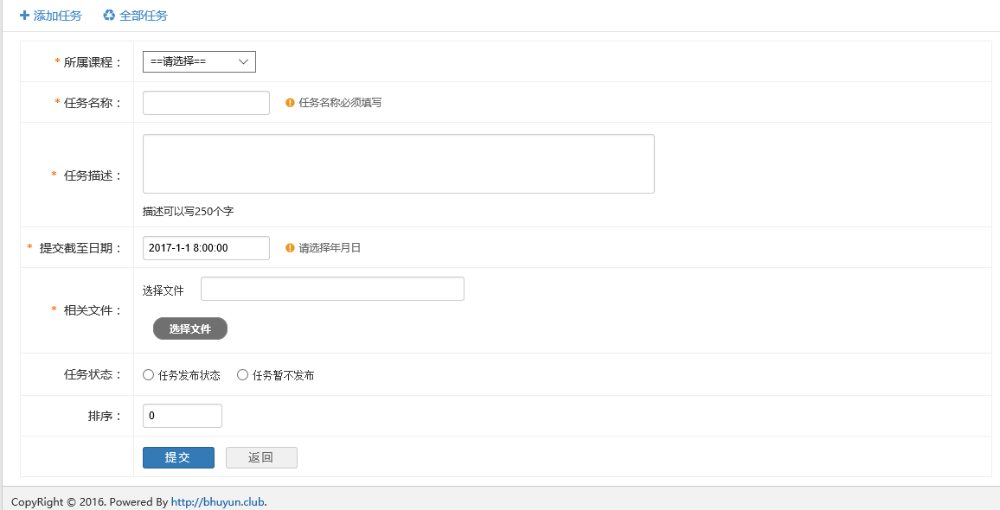 添加任务 全部任务
* 所属课程： ==请选择==
* 任务名称： 任务名称必须填写
* 任务描述：
描述可以写250个字
* 提交截至日期： 2017-1-1 8:00:00 请选择年月日
* 相关文件： 选择文件
选择文件
任务状态： 任务发布状态 任务暂不发布
排序： 0
提交 返回
CopyRight © 2016. Powered By http://bhuyun.club.